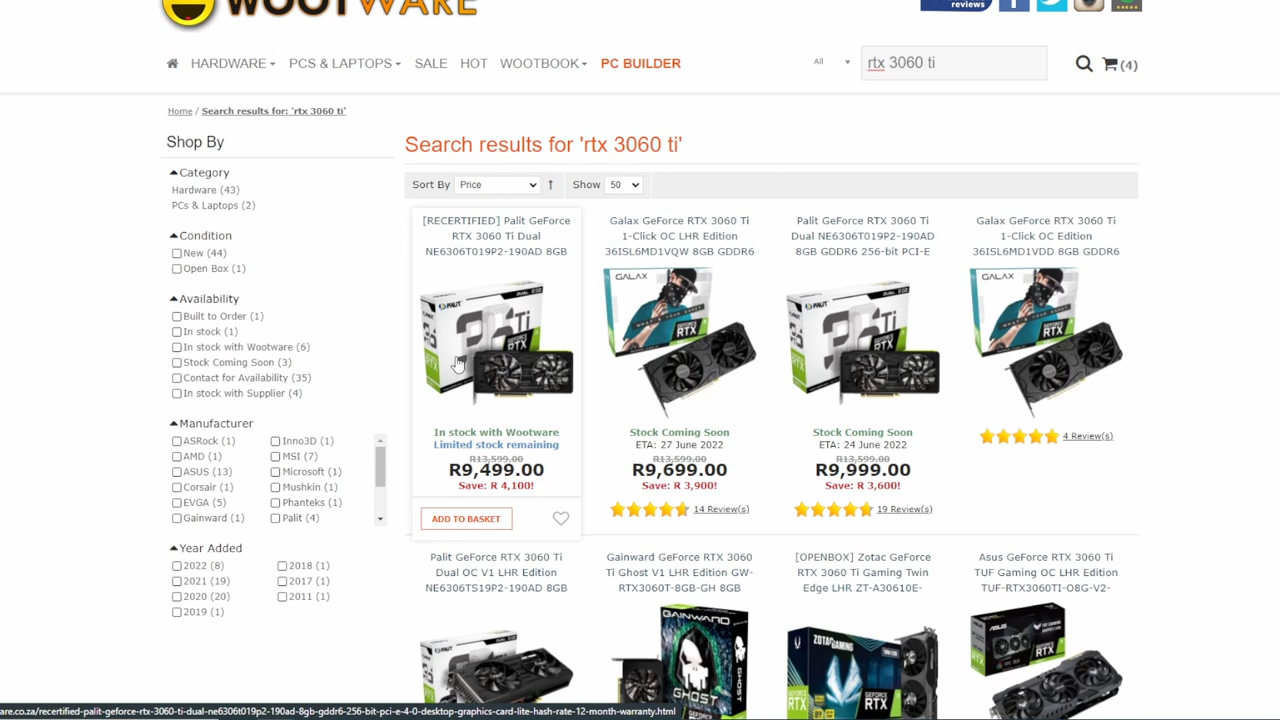 WOOTWARE
reviews
HARDWARE
PCS & LAPTOPS
SALE
HOT
WOOTBOOK
PC BUILDER
All
rtx 3060 ti
(4)
Home / Search results for: 'rtx 3060 ti'
Shop By
Category
Hardware (43)
PCs & Laptops (2)
Condition
New (44)
Open Box (1)
Availability
Built to Order (1)
In stock (1)
In stock with Wootware (6)
Stock Coming Soon (3)
Contact for Availability (35)
In stock with Supplier (4)
Manufacturer
ASRock (1)
Inno3D (1)
AMD (1)
MSI (7)
ASUS (13)
Microsoft (1)
Corsair (1)
Mushkin (1)
EVGA (5)
Phanteks (1)
Gainward (1)
Palit (4)
Year Added
2022 (8)
2018 (1)
2021 (19)
2017 (1)
2020 (20)
2011 (1)
2019 (1)
Search results for 'rtx 3060 ti'
Sort By Price
Show 50
[RECERTIFIED] Palit GeForce
RTX 3060 Ti Dual
NE6306T019P2-190AD 8GB
In stock with Wootware
Limited stock remaining
R13,599.00
R9,499.00
Save: R 4,100!
ADD TO BASKET
Galax GeForce RTX 3060 Ti
1-Click OC LHR Edition
36ISL6MD1VQW 8GB GDDR6
GALAX
Stock Coming Soon
ETA: 27 June 2022
R13,599.00
R9,699.00
Save: R 3,900!
14 Review(s)
Palit GeForce RTX 3060 Ti
Dual NE6306T019P2-190AD
8GB GDDR6 256-bit PCI-E
Stock Coming Soon
ETA: 24 June 2022
R13,599.00
R9,999.00
Save: R 3,600!
19 Review(s)
Galax GeForce RTX 3060 Ti
1-Click OC Edition
36ISL6MD1VDD 8GB GDDR6
GALAX
4 Review(s)
Palit GeForce RTX 3060 Ti
Dual OC V1 LHR Edition
NE6306TS19P2-190AD 8GB
Gainward GeForce RTX 3060
Ti Ghost V1 LHR Edition GW-
RTX3060T-8GB-GH 8GB
GAINWARD
GHOST
[OPENBOX] Zotac GeForce
RTX 3060 Ti Gaming Twin
Edge LHR ZT-A30610E-
ZOTAC GAMING
Asus GeForce RTX 3060 Ti
TUF Gaming OC LHR Edition
TUF-RTX3060TI-O8G-V2-
are.co.za/recertified-palit-geforce-rtx-3060-ti-dual-ne6306t019p2-190ad-8gb-gddr6-256-bit-pci-e-4-0-desktop-graphics-card-lite-hash-rate-12-month-warranty.html